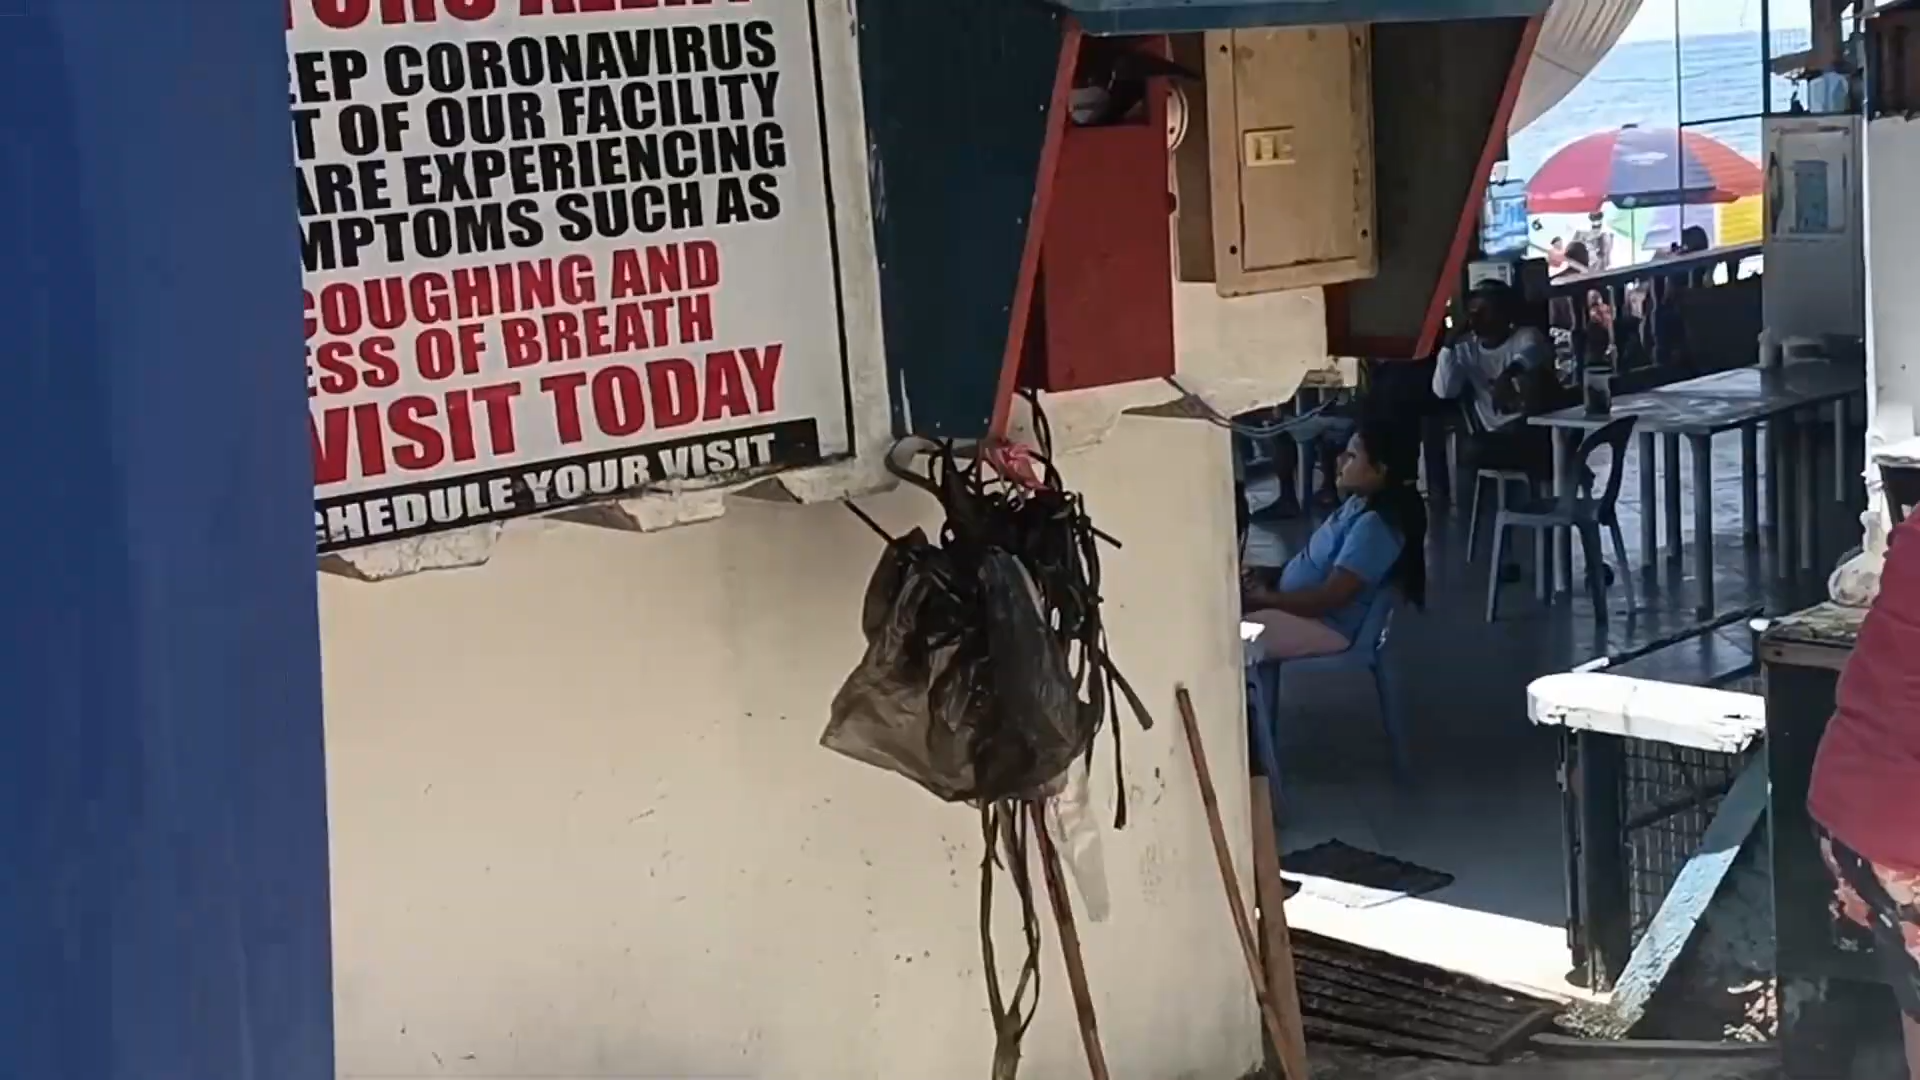 CORONAVIRUS
OF OUR FACILITY
ARE EXPERIENCING
MPTOMS SUCH AS
COUGHING AND
ESS OF BREATH
VISIT TODAY
CHEDULE YOUR VISIT